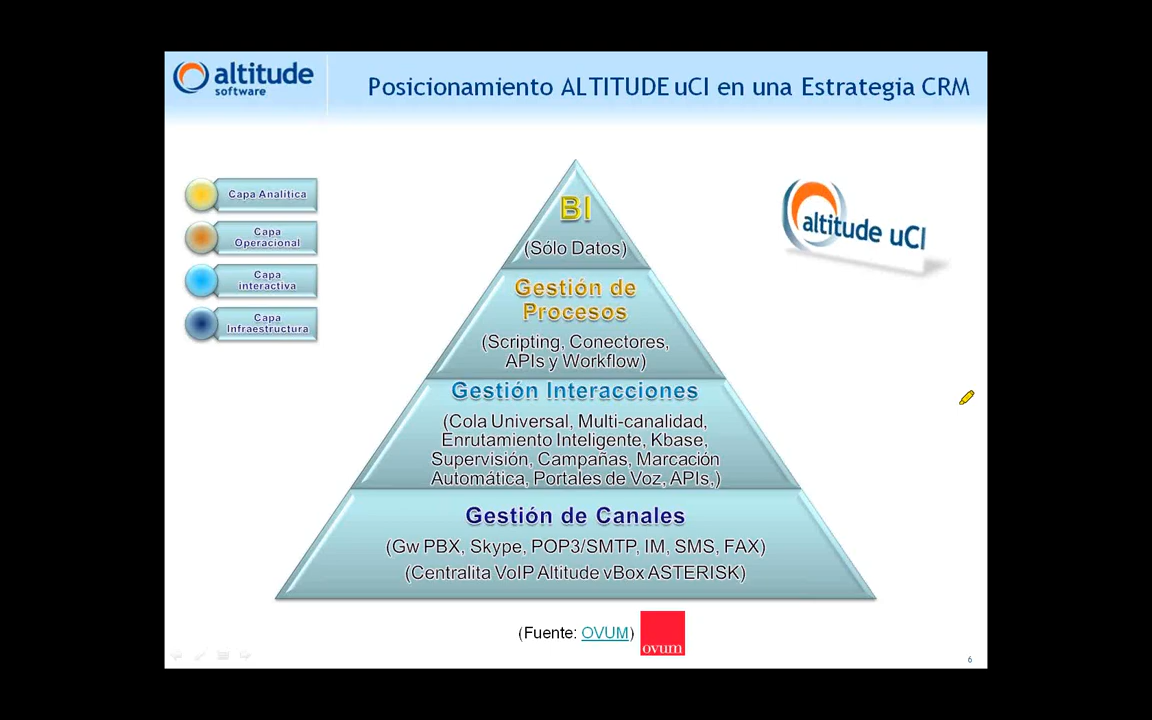 altitude
software
Posicionamiento ALTITUDE uCI en una Estrategia CRM
Capa Analítica
Capa
Operacional
Capa
interactiva
Capa
Infraestructura
altitude uCI
BI
(Sólo Datos)
Gestión de
Procesos
(Scripting, Conectores,
APIs y Workflow)
Gestión Interacciones
(Cola Universal, Multi-canalidad,
Enrutamiento Inteligente, Kbase,
Supervisión, Campañas, Marcación
Automática, Portales de Voz, APIs,)
Gestión de Canales
(Gw PBX, Skype, POP3/SMTP, IM, SMS, FAX)
(Centralita VoIP Altitude vBox ASTERISK)
(Fuente: OVUM)
ovum
6